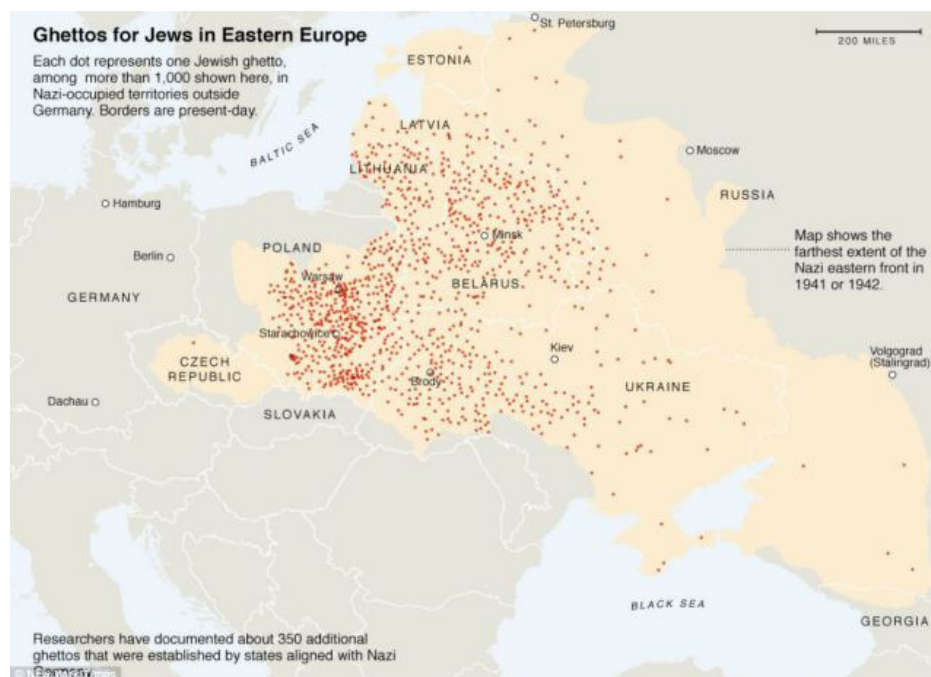 Ghettos for Jews in Eastern Europe
Each dot represents one Jewish ghetto,
among more than 1,000 shown here, in
Nazi-occupied territories outside
Germany. Borders are present-day.
St. Petersburg
200 MILES
ESTONIA
BALTIC SEA
LATVIA
LITHUANIA
Moscow
RUSSIA
Hamburg
Map shows the
farthest extent of the
Nazi eastern front in
1941 or 1942.
Minsk
POLAND
Berlin
Warsaw
BELARUS
GERMANY
Starachowice
Kiev
Volgograd
(Stalingrad)
CZECH
REPUBLIC
Brody
UKRAINE
Dachau
SLOVAKIA
BLACK SEA
GEORGIA
Researchers have documented about 350 additional
ghettos that were established by states aligned with Nazi